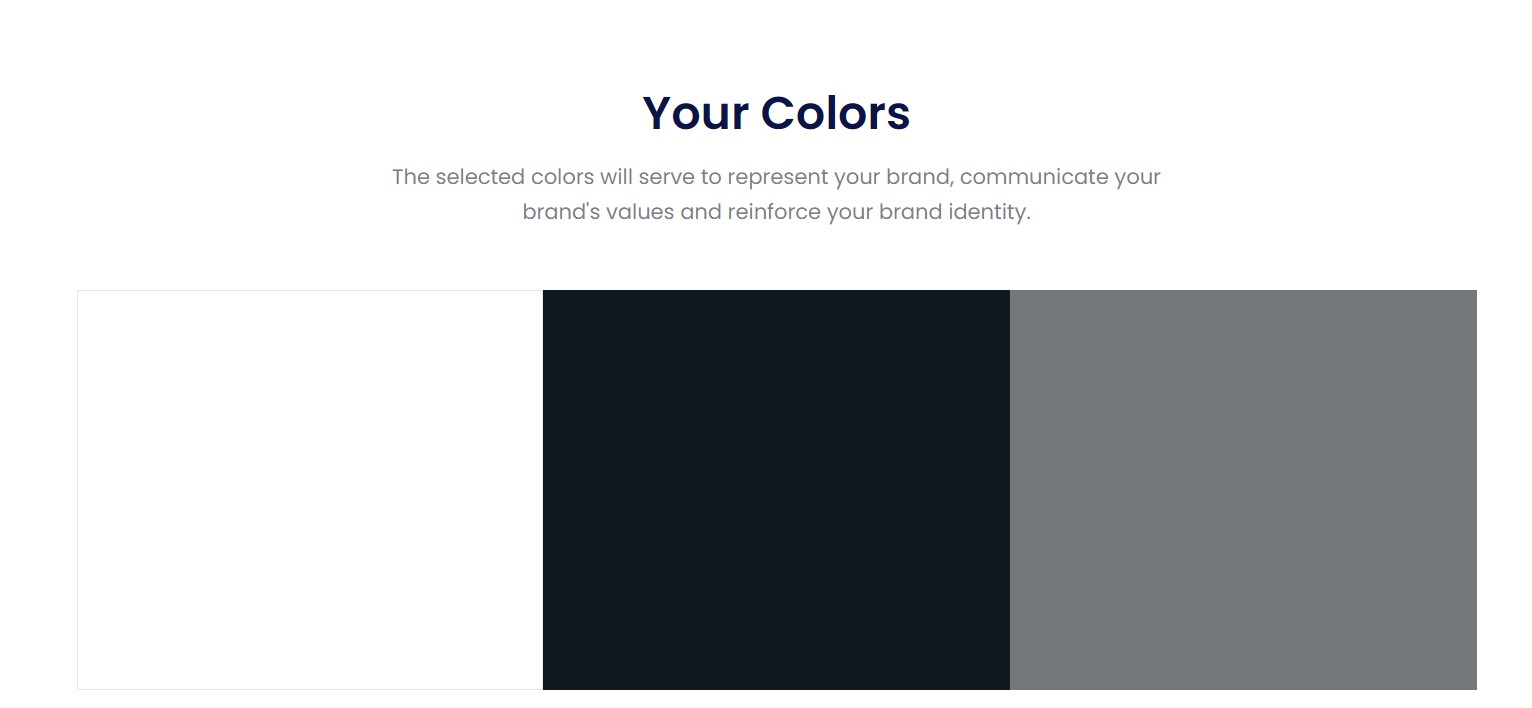 Your Colors
The selected colors will serve to represent your brand, communicate your
brand's values and reinforce your brand identity.